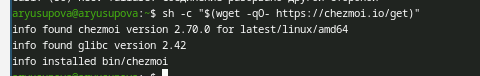 aryusupova@aryusupova:~$ sh -c "$(wget -qO- https://chezmoi.io/get)"
info found chezmoi version 2.70.0 for latest/linux/amd64
info found glibc version 2.42
info installed bin/chezmoi